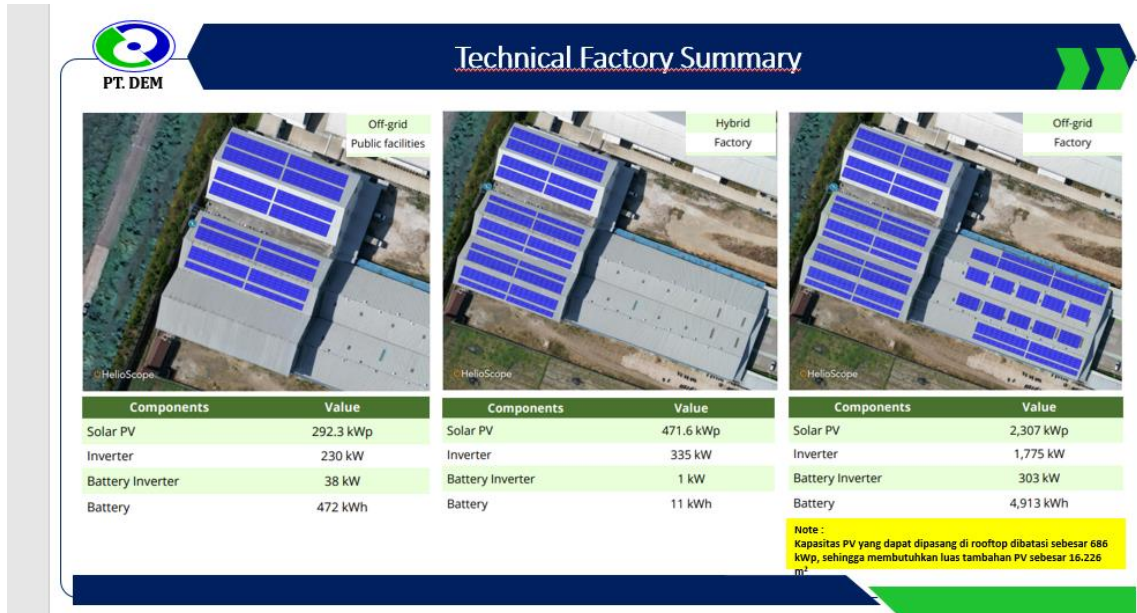 PT. DEM
Technical Factory Summary
Off-grid
Public facilities
HelioScope
Components Value
Solar PV 292.3 kWp
Inverter 230 kW
Battery Inverter 38 kW
Battery 472 kWh
Hybrid
Factory
HelioScope
Components Value
Solar PV 471.6 kWp
Inverter 335 kW
Battery Inverter 1 kW
Battery 11 kWh
Off-grid
Factory
HelioScope
Components Value
Solar PV 2,307 kWp
Inverter 1,775 kW
Battery Inverter 303 kW
Battery 4,913 kWh
Note :
Kapasitas PV yang dapat dipasang di rooftop dibatasi sebesar 686
kWp, sehingga membutuhkan luas tambahan PV sebesar 16.226
m²